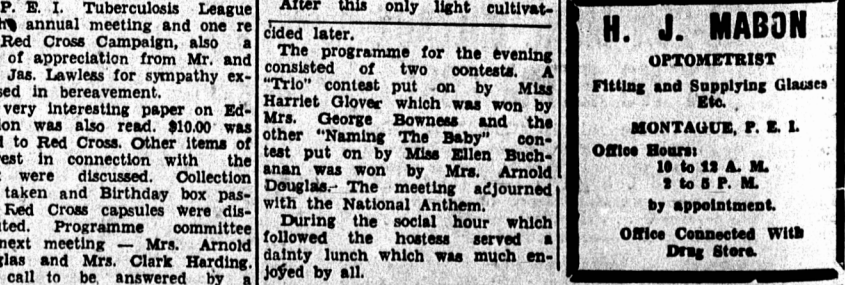 P. E. I. Tuberculosis League
annual meeting and one re
Red Cross Campaign, also a
of appreciation from Mr. and
Jas. Lawless for sympathy ex-
sed in bereavement.
very interesting paper on Ed-
ion was also read. $10.00 was
to Red Cross. Other items of
est in connection with the
were discussed. Collection
taken and Birthday box pas-
Red Cross capsules were dis-
ted. Programme committee
next meeting — Mrs. Arnold
glas and Mrs. Clark Harding.
call to be answered by a
After this only light cultivat-
cided later.
The programme for the evening
consisted of two contests. A
"Trio" contest put on by Miss
Harriet Glover which was won by
Mrs. George Bowness and the
other "Naming The Baby" con-
test put on by Miss Ellen Buch-
anan was won by Mrs. Arnold
Douglas. The meeting adjourned
with the National Anthem.
During the social hour which
followed the hostess served a
dainty lunch which was much en-
joyed by all.
H. J. MABON
OPTOMETRIST
Fitting and Supplying Glasses
Etc.
MONTAGUE, P. E. I.
Office Hours:
10 to 12 A. M.
2 to 5 P. M.
by appointment.
Office Connected With
Drug Store.